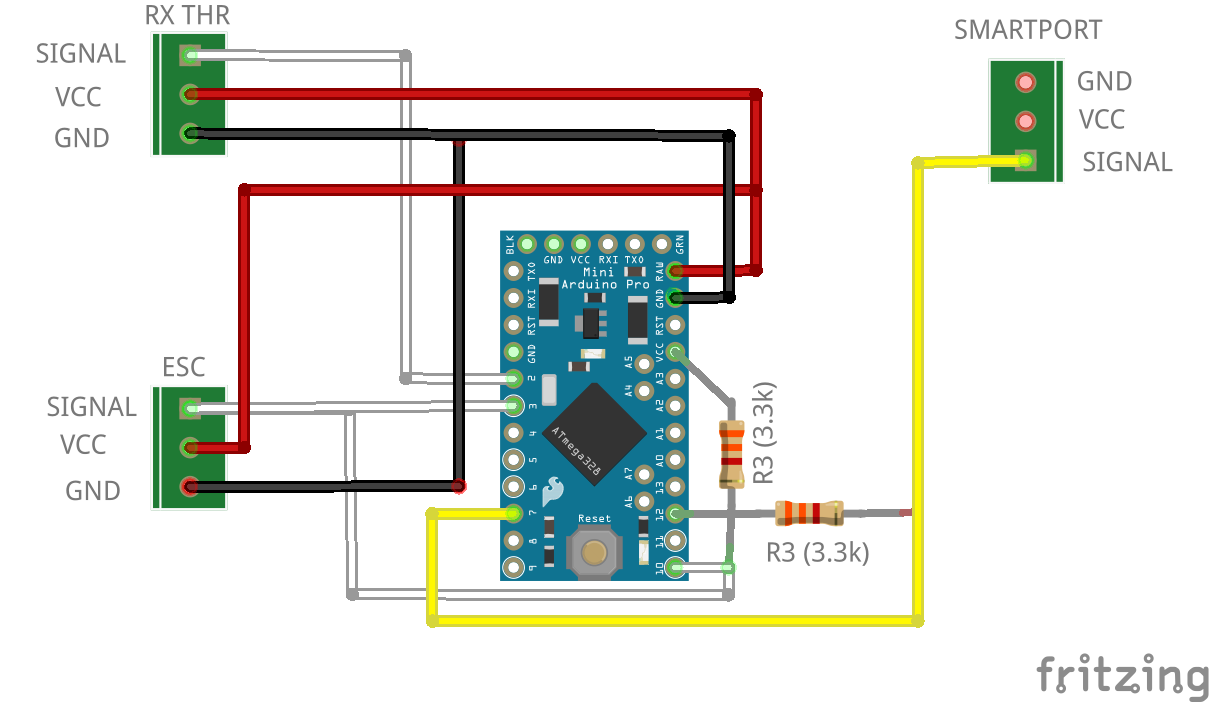 RX THR
SIGNAL
VCC
GND
SMARTPORT
GND
VCC
SIGNAL
ESC
SIGNAL
VCC
GND
BLK
GND VCC RXI TXO
GRN
Mini
Arduino Pro
TXO
RXI
RST
GND
2
3
4
5
6
7
8
9
RAW
GND
RST
VCC
A3
A2
A1
A0
13
12
11
10
A5
A4
A7
A6
ATmega328
Reset
R3 (3.3k)
R3 (3.3k)
fritzing